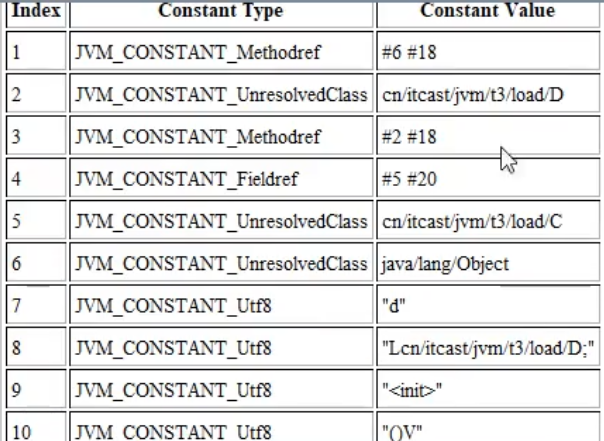 Index Constant Type Constant Value
1 JVM_CONSTANT_Methodref #6 #18
2 JVM_CONSTANT_UnresolvedClass cn/itcast/jvm/t3/load/D
3 JVM_CONSTANT_Methodref #2 #18
4 JVM_CONSTANT_Fieldref #5 #20
5 JVM_CONSTANT_UnresolvedClass cn/itcast/jvm/t3/load/C
6 JVM_CONSTANT_UnresolvedClass java/lang/Object
7 JVM_CONSTANT_Utf8 "d"
8 JVM_CONSTANT_Utf8 "Lcn/itcast/jvm/t3/load/D;"
9 JVM_CONSTANT_Utf8 "<init>"
10 JVM_CONSTANT_Utf8 "()V"